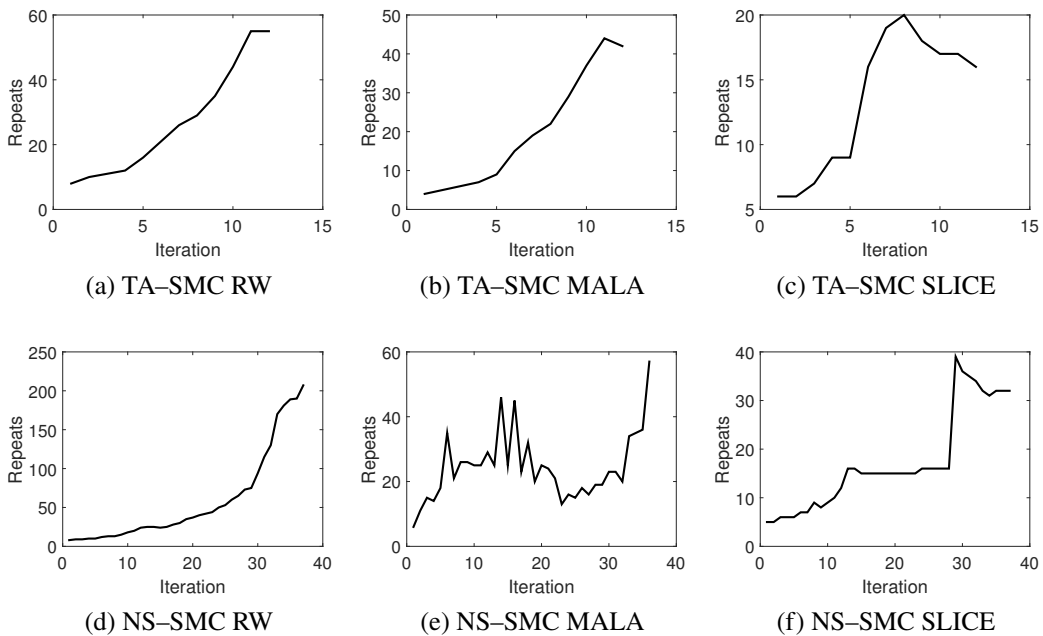 60
40
20
0
0 5 10 15
Repeats
Iteration
(a) TA–SMC RW
50
40
30
20
10
0
0 5 10 15
Repeats
Iteration
(b) TA–SMC MALA
20
15
10
5
0 5 10 15
Repeats
Iteration
(c) TA–SMC SLICE
250
200
150
100
50
0
0 10 20 30 40
Repeats
Iteration
(d) NS–SMC RW
60
40
20
0
0 10 20 30 40
Repeats
Iteration
(e) NS–SMC MALA
40
30
20
10
0
0 10 20 30 40
Repeats
Iteration
(f) NS–SMC SLICE